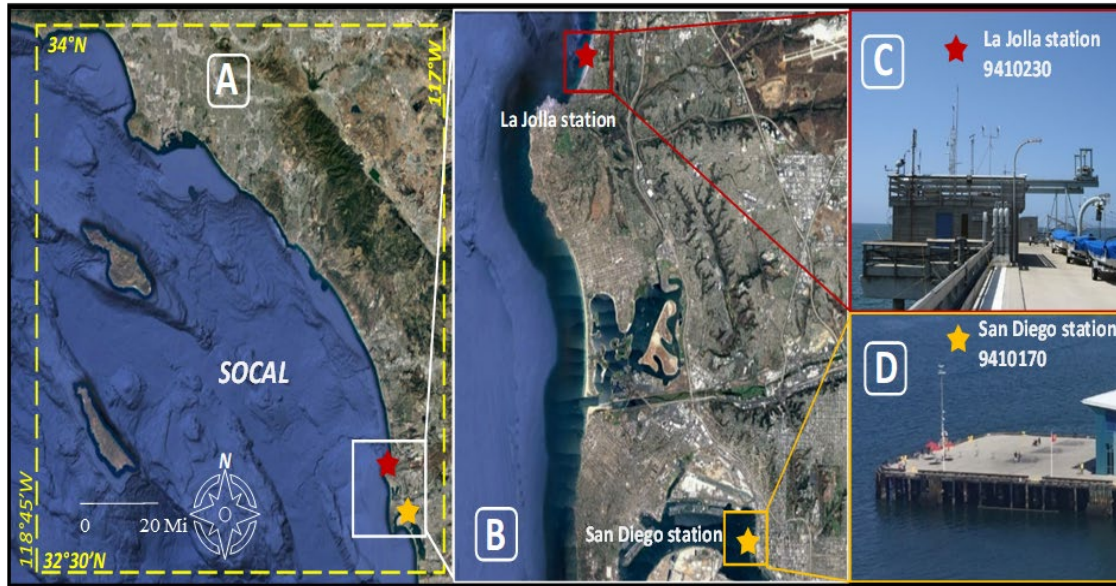 34°N
A
117°W
SOCAL
N
0 20 Mi
118°45'W
32°30'N
La Jolla station
San Diego station
B
C
La Jolla station
9410230
D
San Diego station
9410170